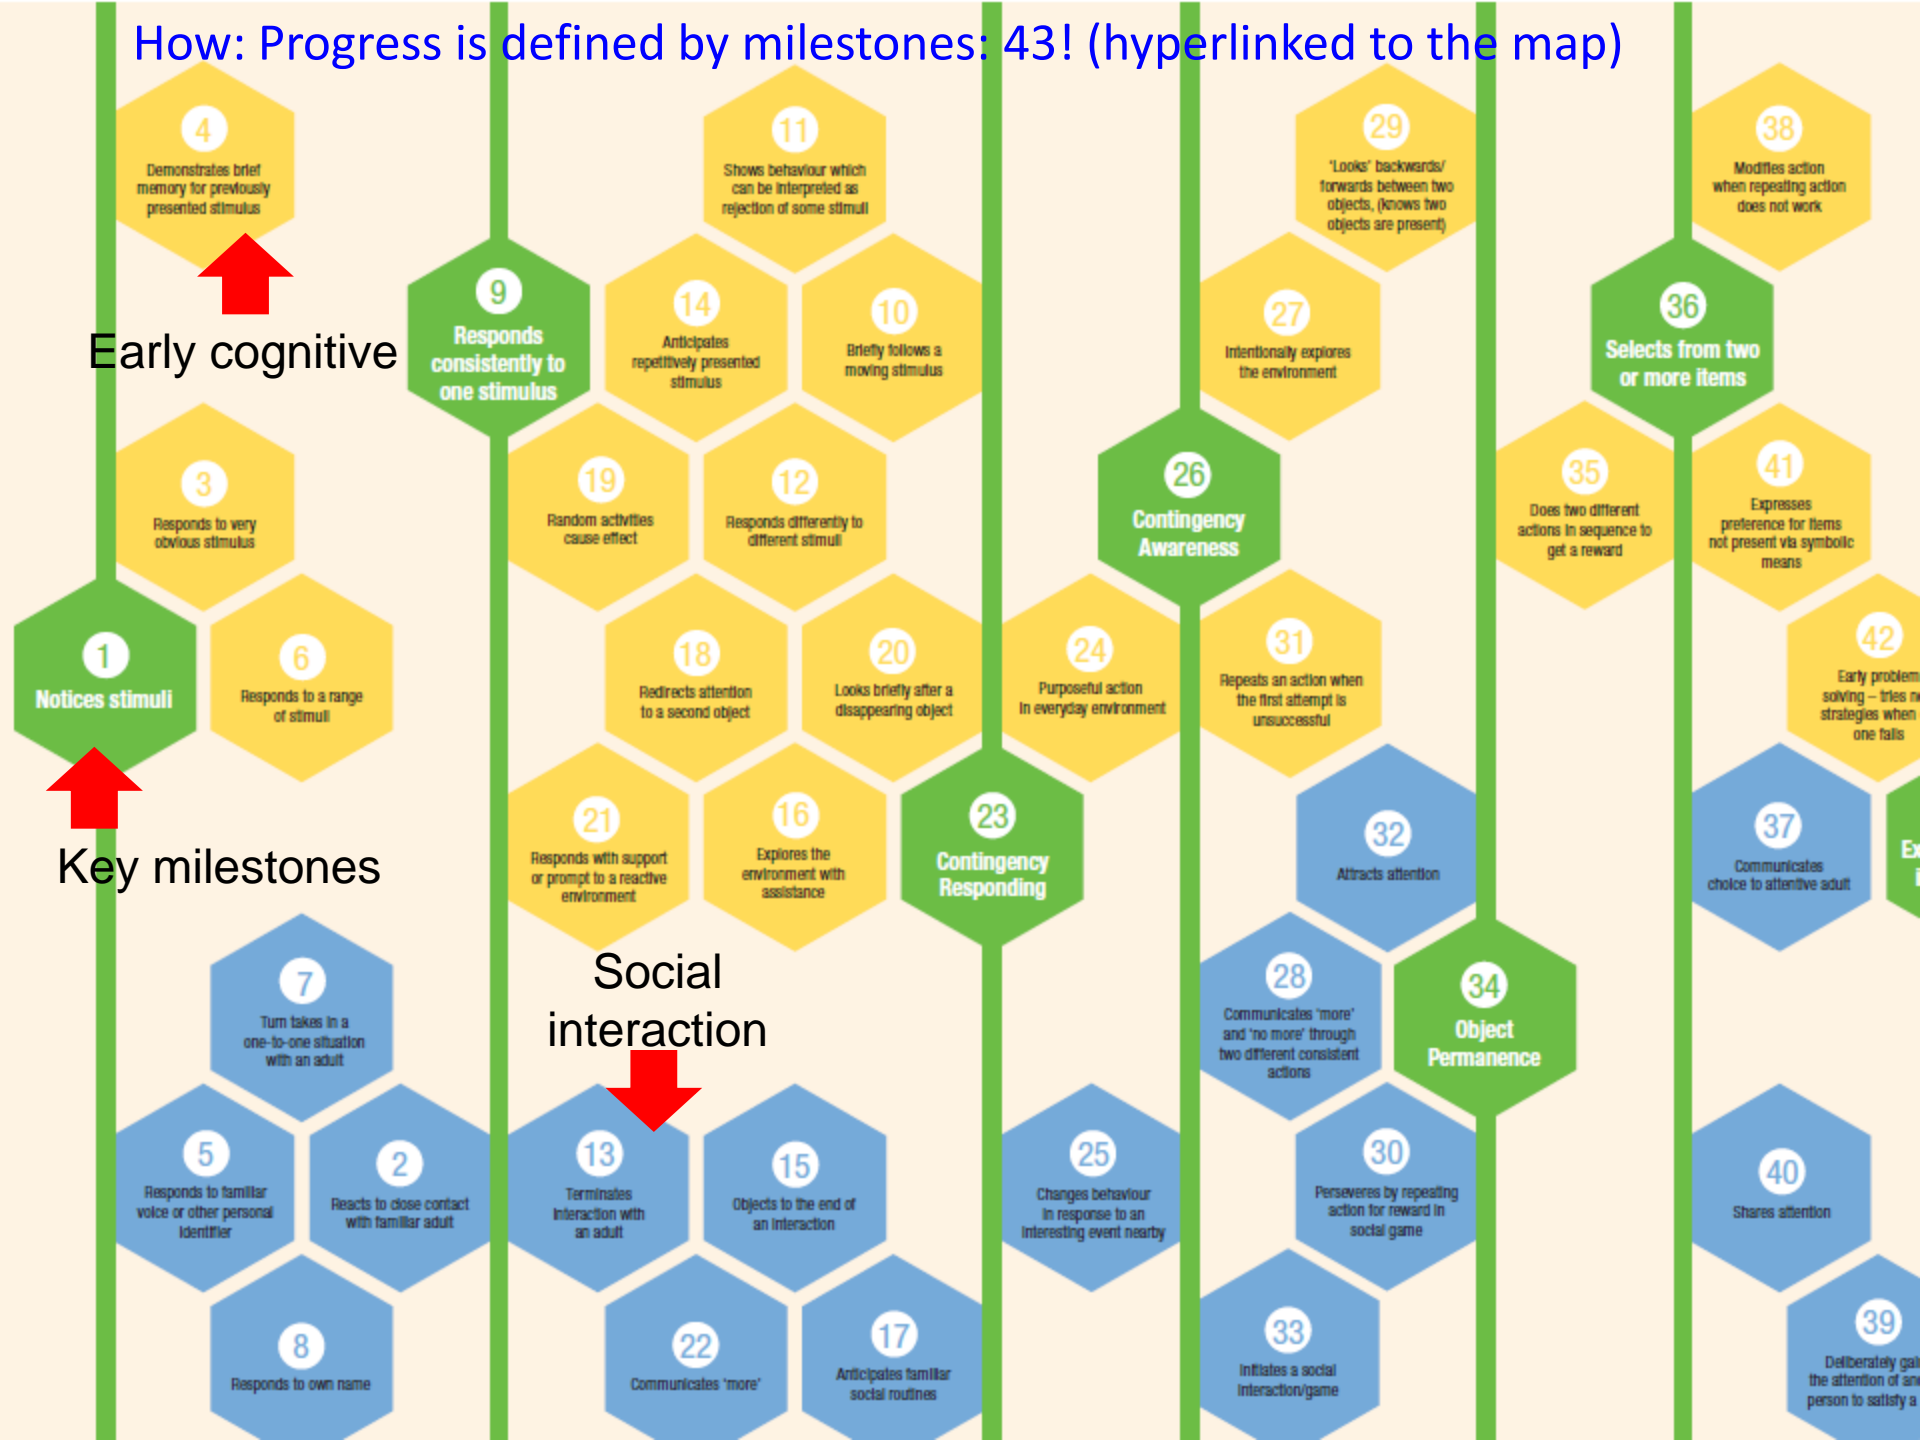 How: Progress is defined by milestones: 43! (hyperlinked to the map)
4
Demonstrates brief
memory for previously
presented stimulus
Early cognitive
3
Responds to very
obvious stimulus
1
Notices stimuli
6
Responds to a range
of stimuli
Key milestones
7
Turn takes in a
one-to-one situation
with an adult
5
Responds to familiar
voice or other personal
identifier
2
Reacts to close contact
with familiar adult
8
Responds to own name
9
Responds
consistently to
one stimulus
11
Shows behaviour which
can be interpreted as
rejection of some stimuli
14
Anticipates
repetitively presented
stimulus
10
Briefly follows a
moving stimulus
19
Random activities
cause effect
12
Responds differently to
different stimuli
18
Redirects attention
to a second object
20
Looks briefly after a
disappearing object
21
Responds with support
or prompt to a reactive
environment
16
Explores the
environment with
assistance
Social
interaction
13
Terminates
interaction with
an adult
15
Objects to the end of
an interaction
22
Communicates 'more'
17
Anticipates familiar
social routines
23
Contingency
Responding
24
Purposeful action
in everyday environment
25
Changes behaviour
in response to an
interesting event nearby
26
Contingency
Awareness
29
'Looks' backwards/
forwards between two
objects, (knows two
objects are present)
27
Intentionally explores
the environment
31
Repeats an action when
the first attempt is
unsuccessful
32
Attracts attention
28
Communicates 'more'
and 'no more' through
two different consistent
actions
30
Perseveres by repeating
action for reward in
social game
33
Initiates a social
interaction/game
34
Object
Permanence
38
Modifies action
when repeating action
does not work
36
Selects from two
or more items
35
Does two different
actions in sequence to
get a reward
41
Expresses
preference for items
not present via symbolic
means
42
Early problem
solving – tries
strategies when
one fails
37
Communicates
choice to attentive adult
40
Shares attention
39
Deliberately
the attention of
person to satisfy a